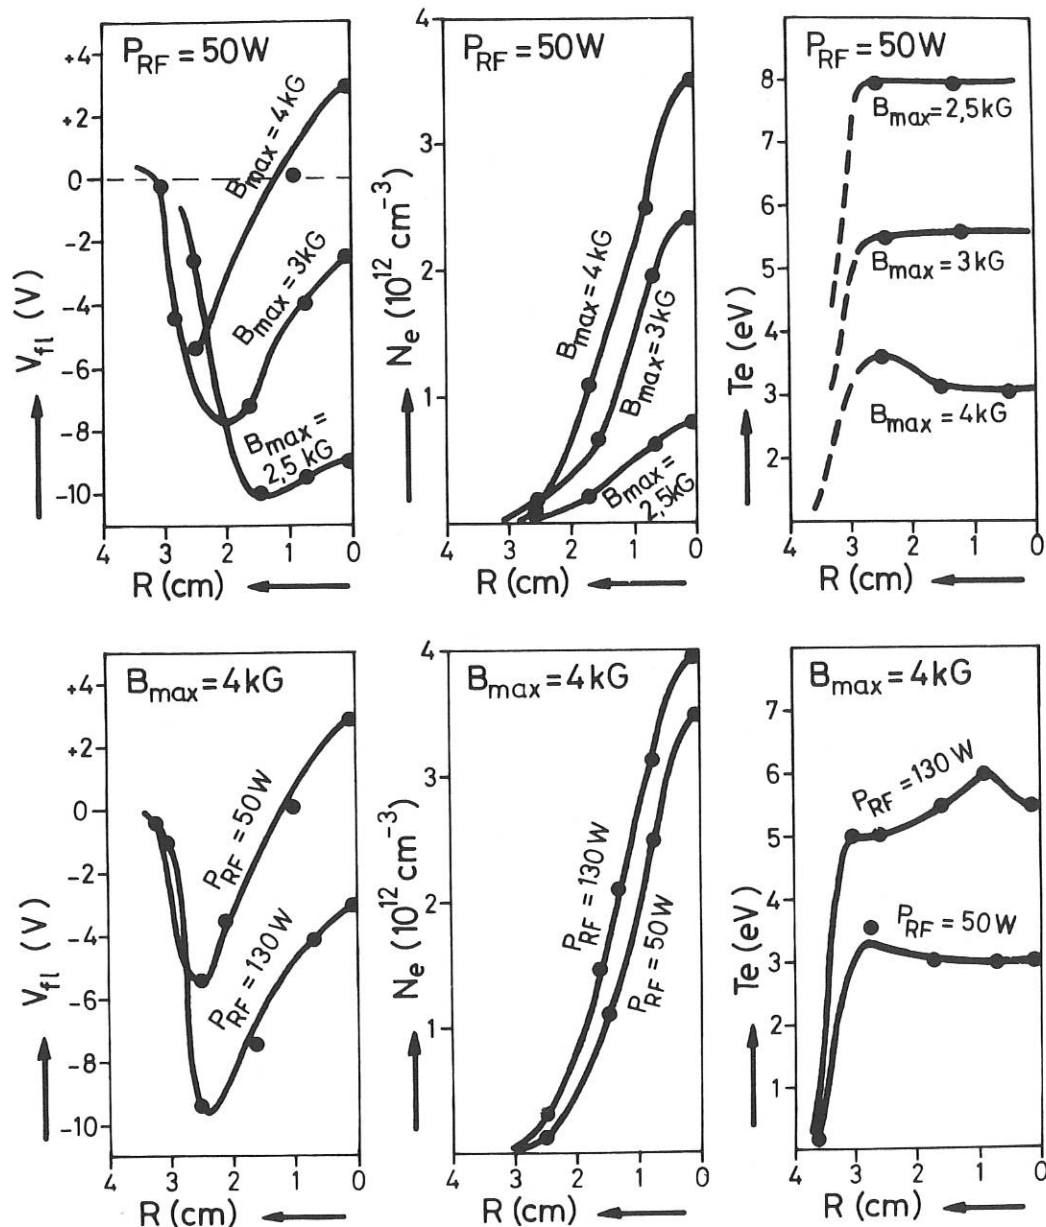 P_RF = 50W
+4
+2
0
-2
-4
-6
-8
-10
V_fl (V)
B_max = 4kG
B_max = 3kG
B_max =
2,5 kG
4 3 2 1 0
R (cm)
P_RF = 50W
4
3
2
1
N_e (10^12 cm^-3)
B_max = 4kG
B_max = 3kG
B_max =
2,5kG
4 3 2 1 0
R (cm)
P_RF = 50W
8
7
6
5
4
3
2
Te (eV)
B_max = 2,5kG
B_max = 3kG
B_max = 4kG
4 3 2 1 0
R (cm)
B_max = 4kG
+4
+2
0
-2
-4
-6
-8
-10
V_fl (V)
P_RF = 50W
P_RF = 130W
4 3 2 1 0
R (cm)
B_max = 4kG
4
3
2
1
N_e (10^12 cm^-3)
P_RF = 130W
P_RF = 50W
4 3 2 1 0
R (cm)
B_max = 4kG
7
6
5
4
3
2
1
0
Te (eV)
P_RF = 130W
P_RF = 50W
4 3 2 1 0
R (cm)